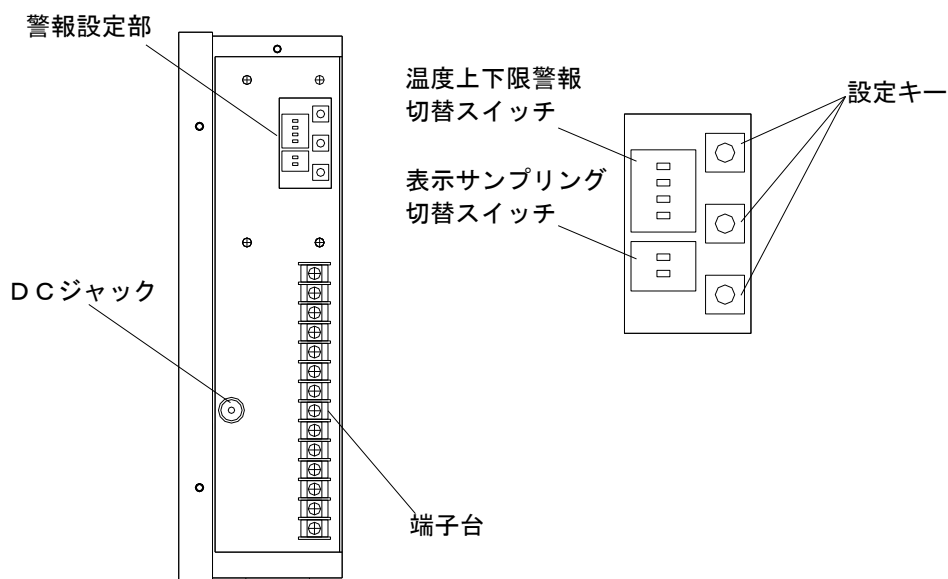 警報設定部
温度上下限警報
切替スイッチ
設定キー
表示サンプリング
切替スイッチ
ＤＣジャック
端子台